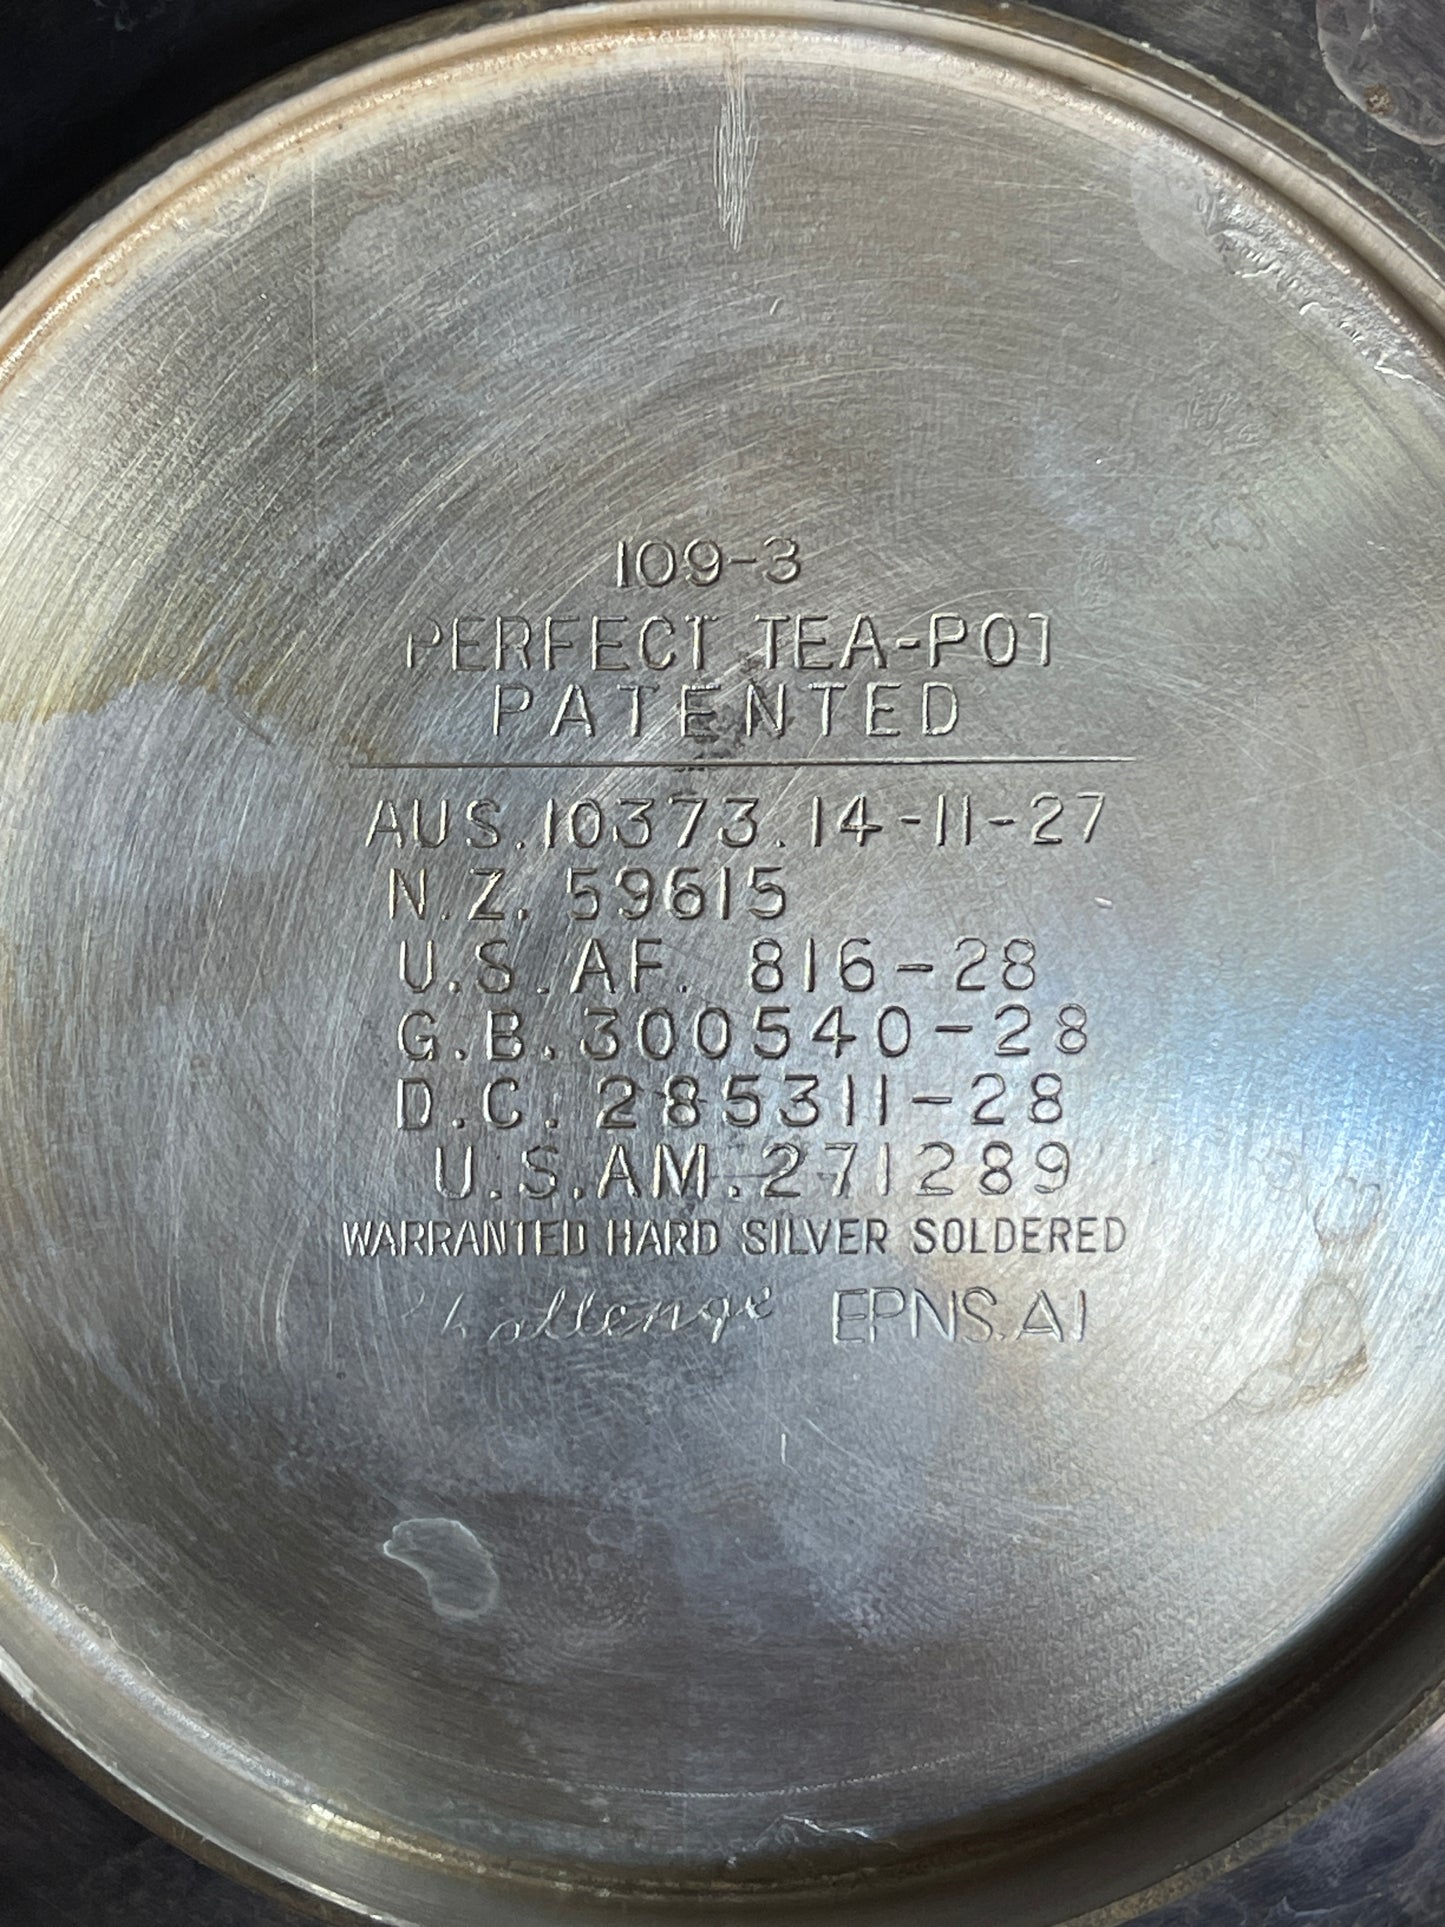 109-3
PERFECT TEA-POT
PATENTED
AUS.10373.14-11-27
N.Z. 59615
U.S.AF. 816-28
G.B.300540-28
D.C. 285311-28
U.S.AM.271289
WARRANTED HARD SILVER SOLDERED
Challenge EPNS.A1